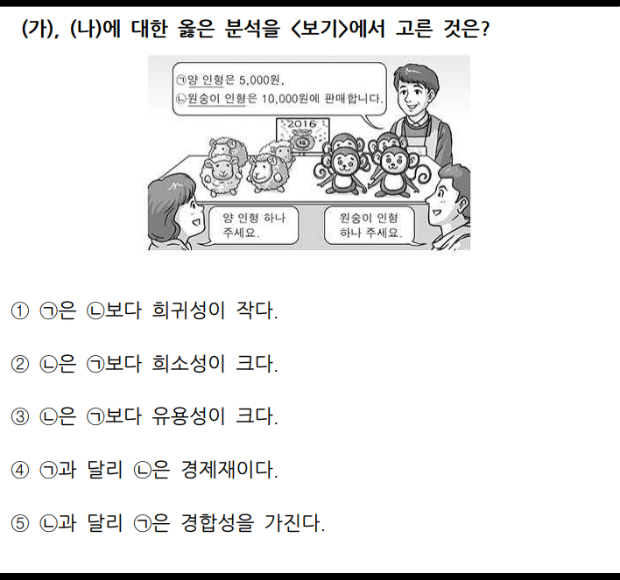 (가), (나)에 대한 옳은 분석을 <보기>에서 고른 것은?
㉠양 인형은 5,000원,
㉡원숭이 인형은 10,000원에 판매합니다.
2016
양 인형 하나
주세요.
원숭이 인형
하나 주세요.
① ㉠은 ㉡보다 희귀성이 작다.
② ㉡은 ㉠보다 희소성이 크다.
③ ㉡은 ㉠보다 유용성이 크다.
④ ㉠과 달리 ㉡은 경제재이다.
⑤ ㉡과 달리 ㉠은 경합성을 가진다.